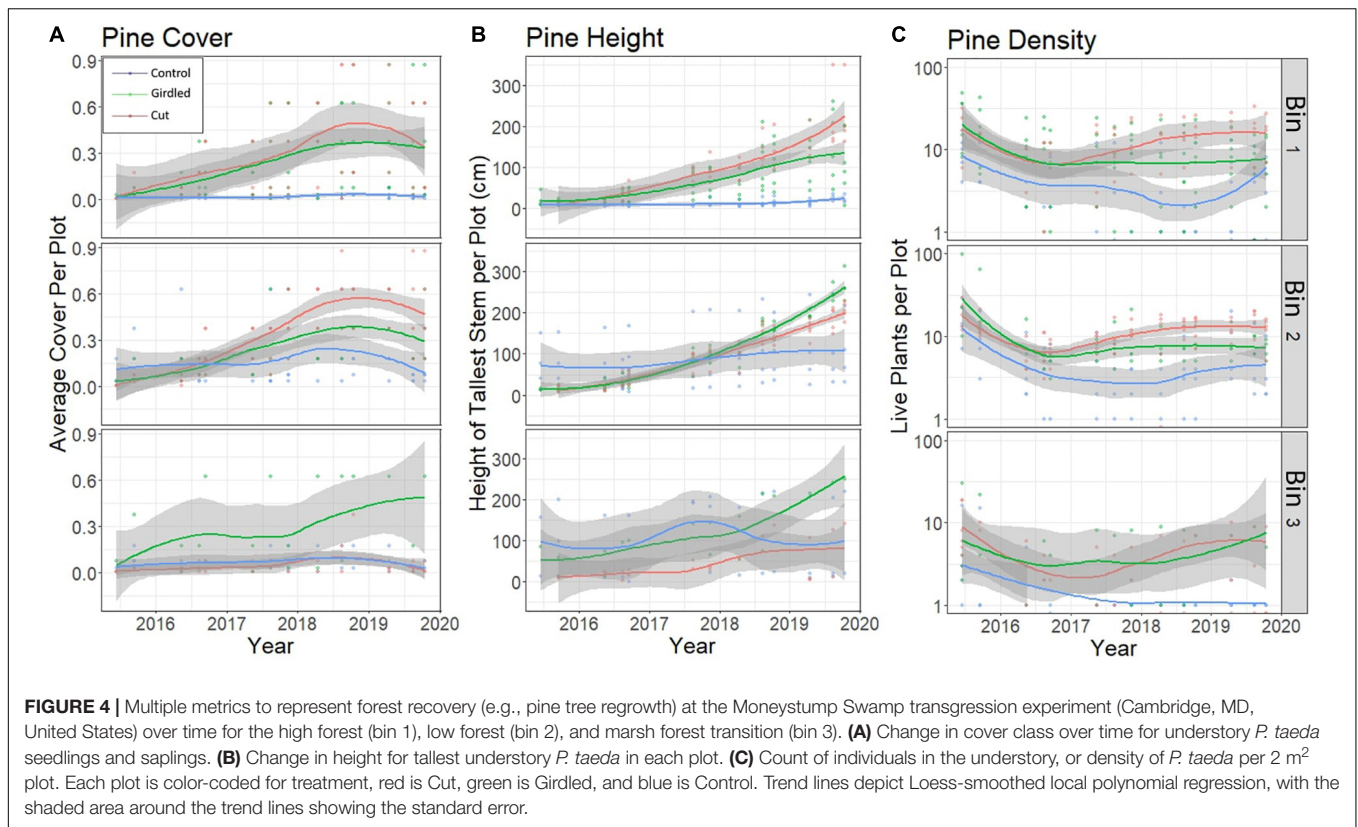 A Pine Cover
B Pine Height
C Pine Density
Control
Girdled
Cut
0.9
0.6
0.3
0.0
0.9
0.6
0.3
0.0
0.9
0.6
0.3
0.0
Average Cover Per Plot
2016 2017 2018 2019 2020
Year
300
200
100
0
300
200
100
0
300
200
100
0
Height of Tallest Stem per Plot (cm)
2016 2017 2018 2019 2020
Year
100
10
1
100
10
1
100
10
1
Live Plants per Plot
2016 2017 2018 2019 2020
Year
Bin 1
Bin 2
Bin 3
FIGURE 4 | Multiple metrics to represent forest recovery (e.g., pine tree regrowth) at the Moneystump Swamp transgression experiment (Cambridge, MD,
United States) over time for the high forest (bin 1), low forest (bin 2), and marsh forest transition (bin 3). (A) Change in cover class over time for understory P. taeda
seedlings and saplings. (B) Change in height for tallest understory P. taeda in each plot. (C) Count of individuals in the understory, or density of P. taeda per 2 m²
plot. Each plot is color-coded for treatment, red is Cut, green is Girdled, and blue is Control. Trend lines depict Loess-smoothed local polynomial regression, with the
shaded area around the trend lines showing the standard error.